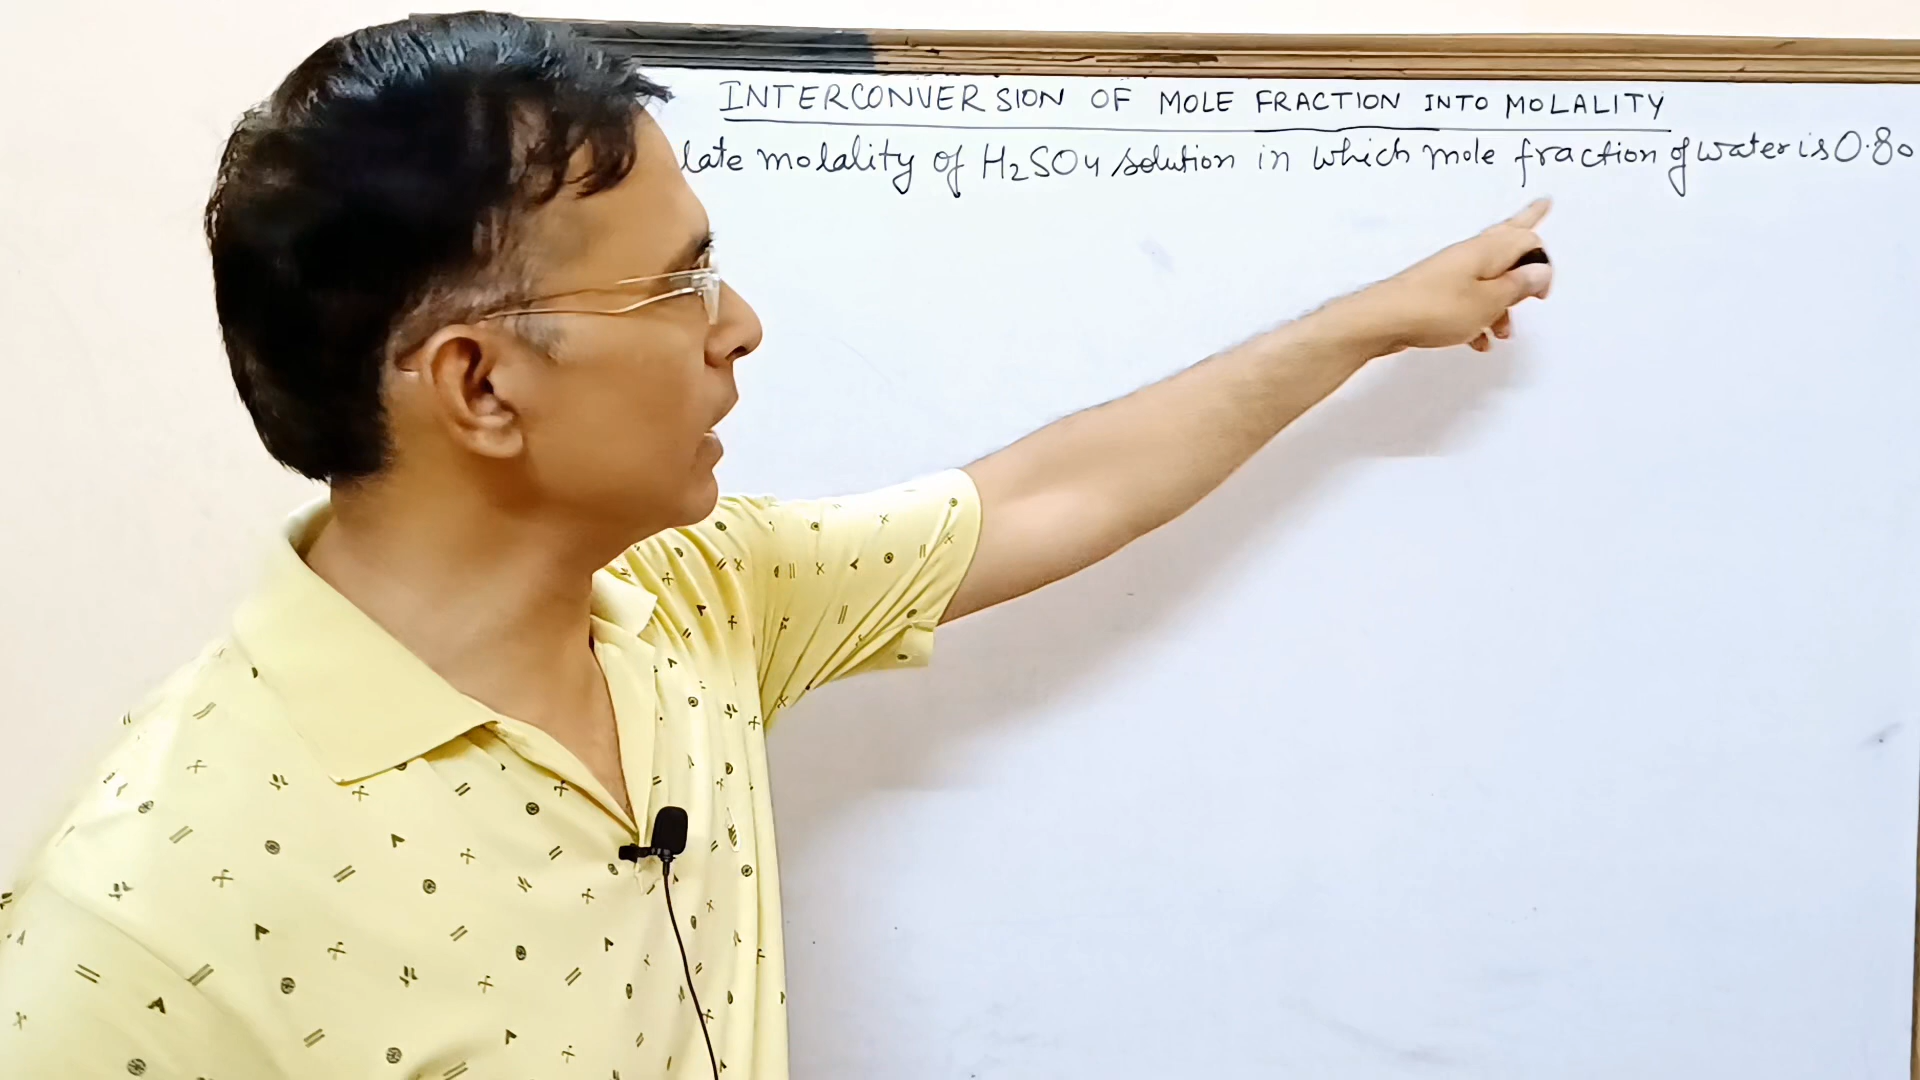 INTERCONVERSION OF MOLE FRACTION INTO MOLALITY
late molality of H2SO4 solution in which mole fraction of water is 0.80